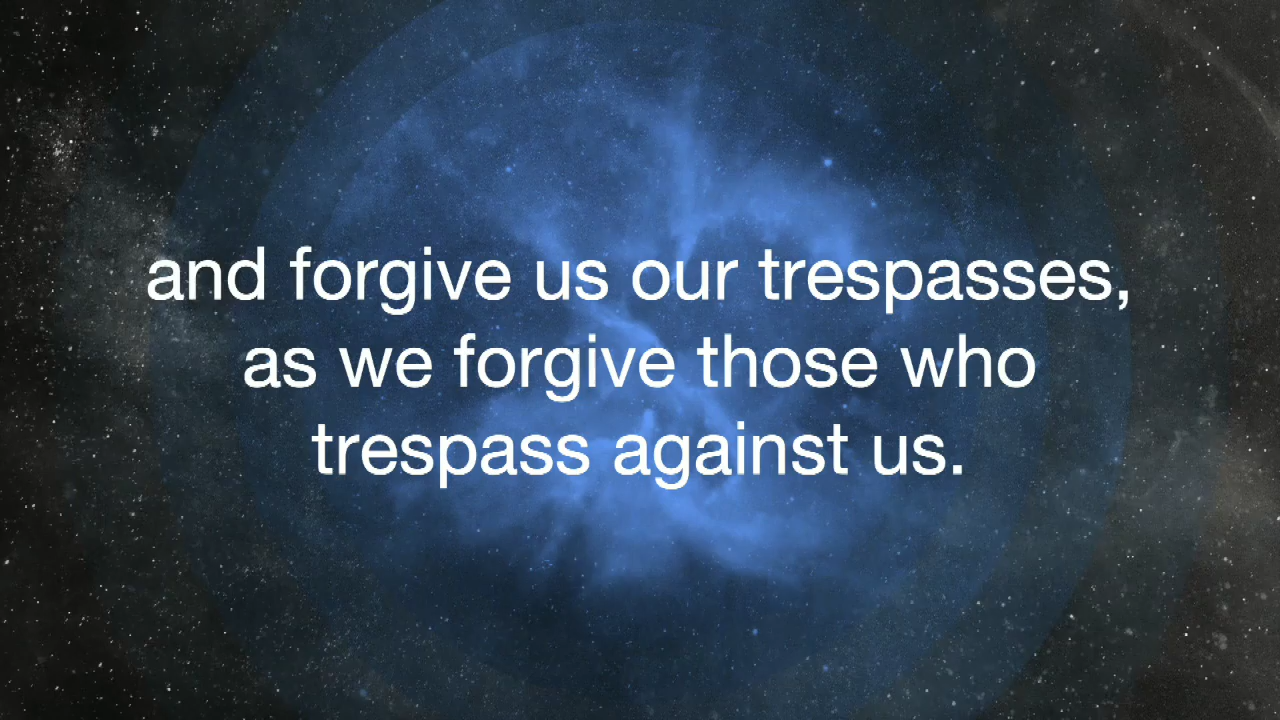 and forgive us our trespasses,
as we forgive those who
trespass against us.